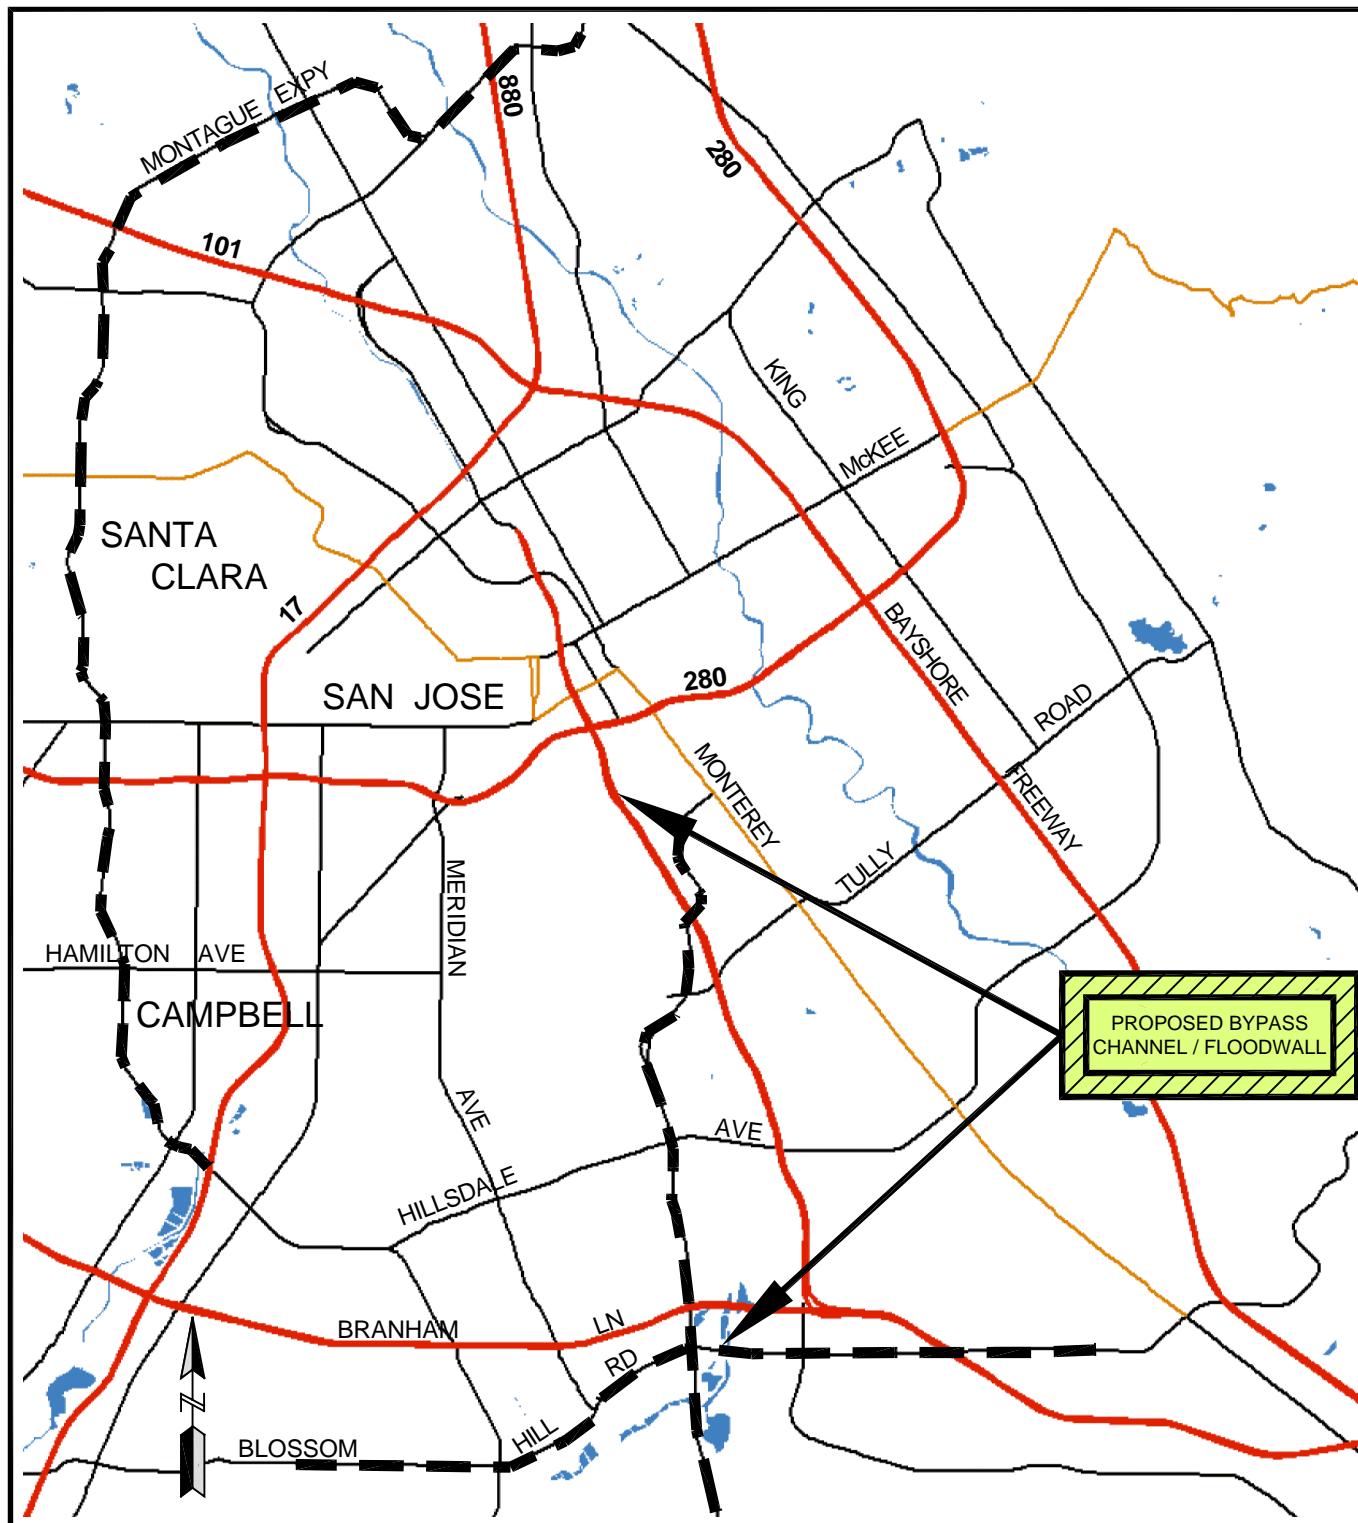 MONTAGUE EXPY
880
280
101
KING
McKEE
SANTA
CLARA
17
BAYSHORE
FREEWAY
SAN JOSE
280
ROAD
MONTEREY
TULLY
MERIDIAN
HAMILTON AVE
CAMPBELL
PROPOSED BYPASS
CHANNEL / FLOODWALL
AVE
AVE
HILLSDALE
BRANHAM
LN
RD
N
BLOSSOM
HILL